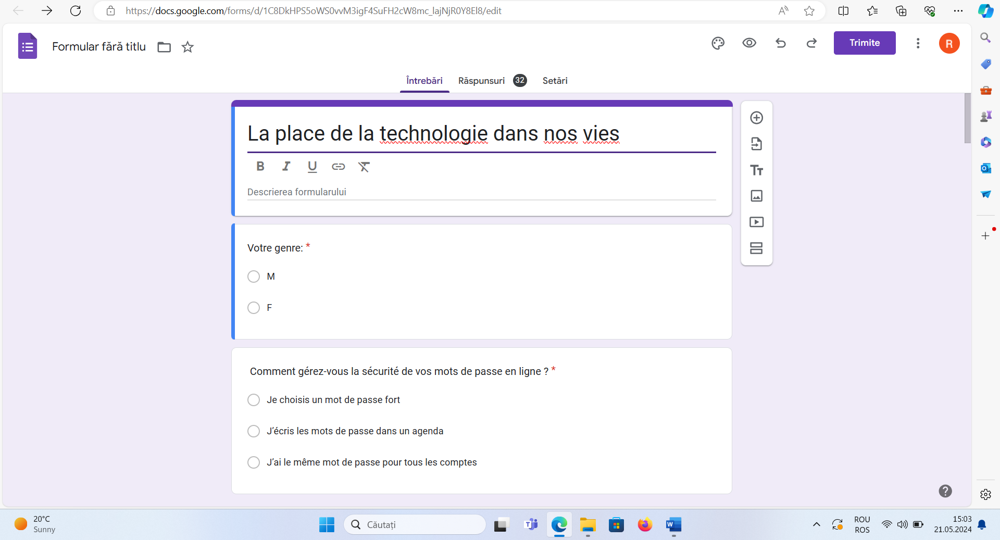 https://docs.google.com/forms/d/1C8DkHPS5oWS0vvM3igF4SuFH2cW8mc_lajNjR0Y8El8/edit
Formular fără titlu
Trimite
R
Întrebări Răspunsuri 32 Setări
La place de la technologie dans nos vies
B I U
Descrierea formularului
Votre genre: *
M
F
Comment gérez-vous la sécurité de vos mots de passe en ligne ? *
Je choisis un mot de passe fort
J’écris les mots de passe dans un agenda
J’ai le même mot de passe pour tous les comptes
20°C
Sunny
Căutați
ROU
ROS
15:03
21.05.2024